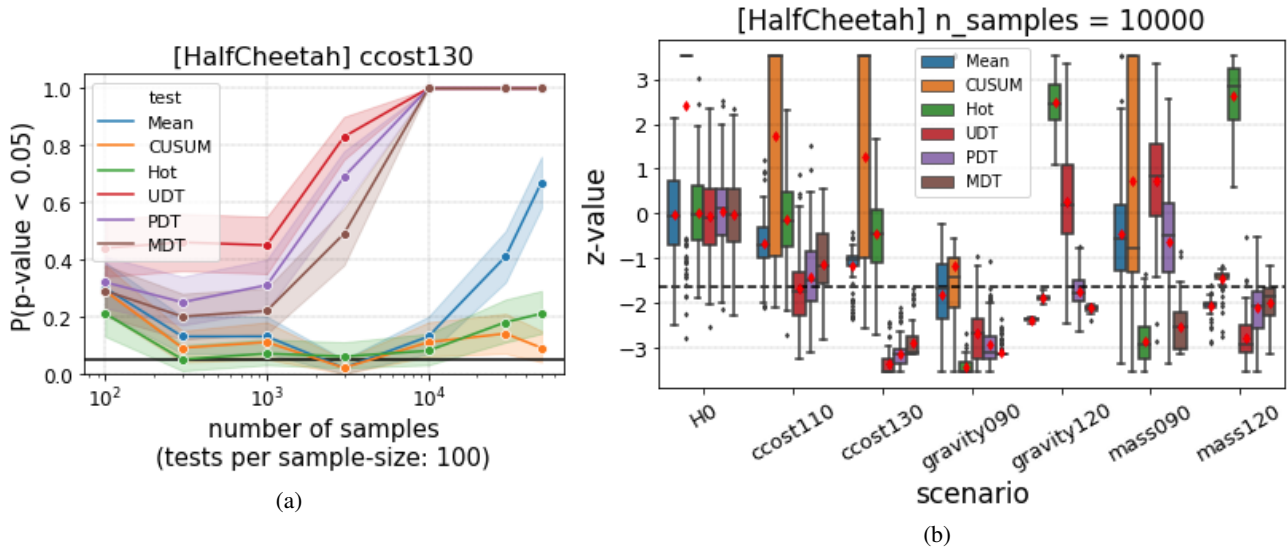 [HalfCheetah] ccost130
P(p-value < 0.05)
1.0
0.8
0.6
0.4
0.2
0.0
test
Mean
CUSUM
Hot
UDT
PDT
MDT
10²
10³
10⁴
number of samples
(tests per sample-size: 100)
(a)
[HalfCheetah] n_samples = 10000
z-value
3
2
1
0
−1
−2
−3
Mean
CUSUM
Hot
UDT
PDT
MDT
H0
ccost110
ccost130
gravity090
gravity120
mass090
mass120
scenario
(b)